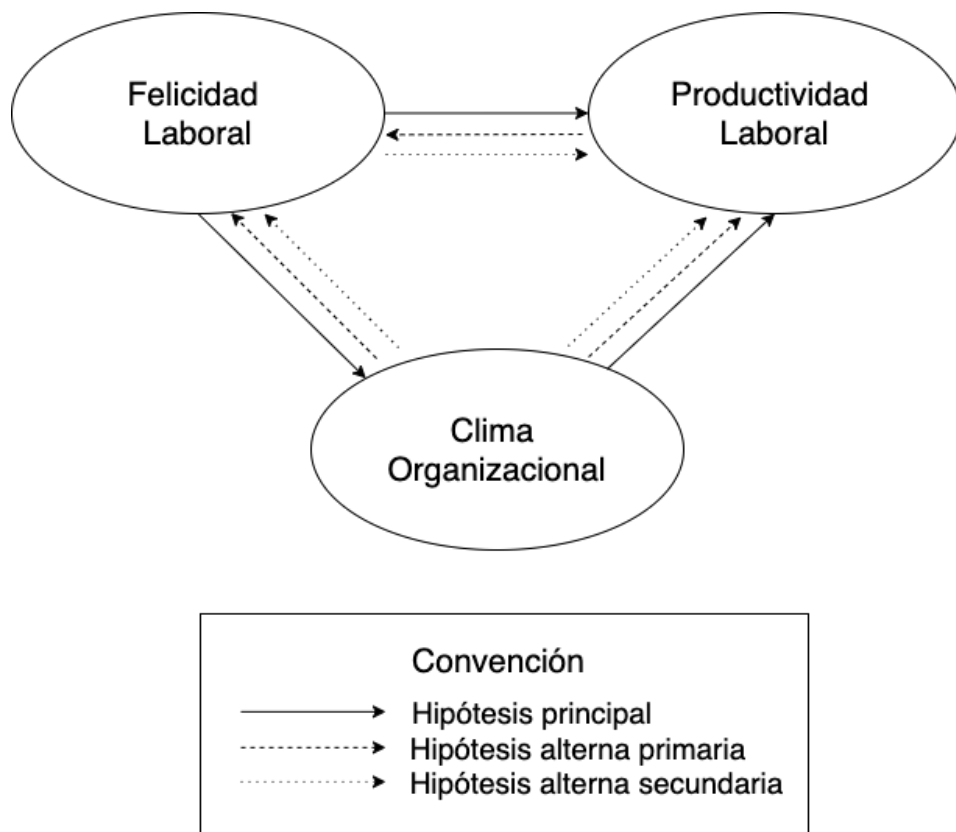 Felicidad
Laboral
Productividad
Laboral
Clima
Organizacional
Convención
Hipótesis principal
Hipótesis alterna primaria
Hipótesis alterna secundaria